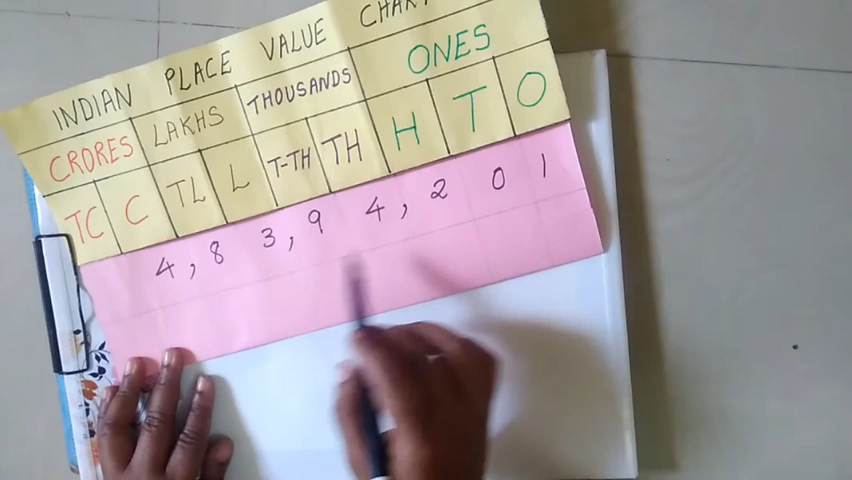 INDIAN PLACE VALUE CHART
CRORES LAKHS THOUSANDS ONES
TC C TL L T-TH TH H T O
4,8 3,9 4,2 0 1